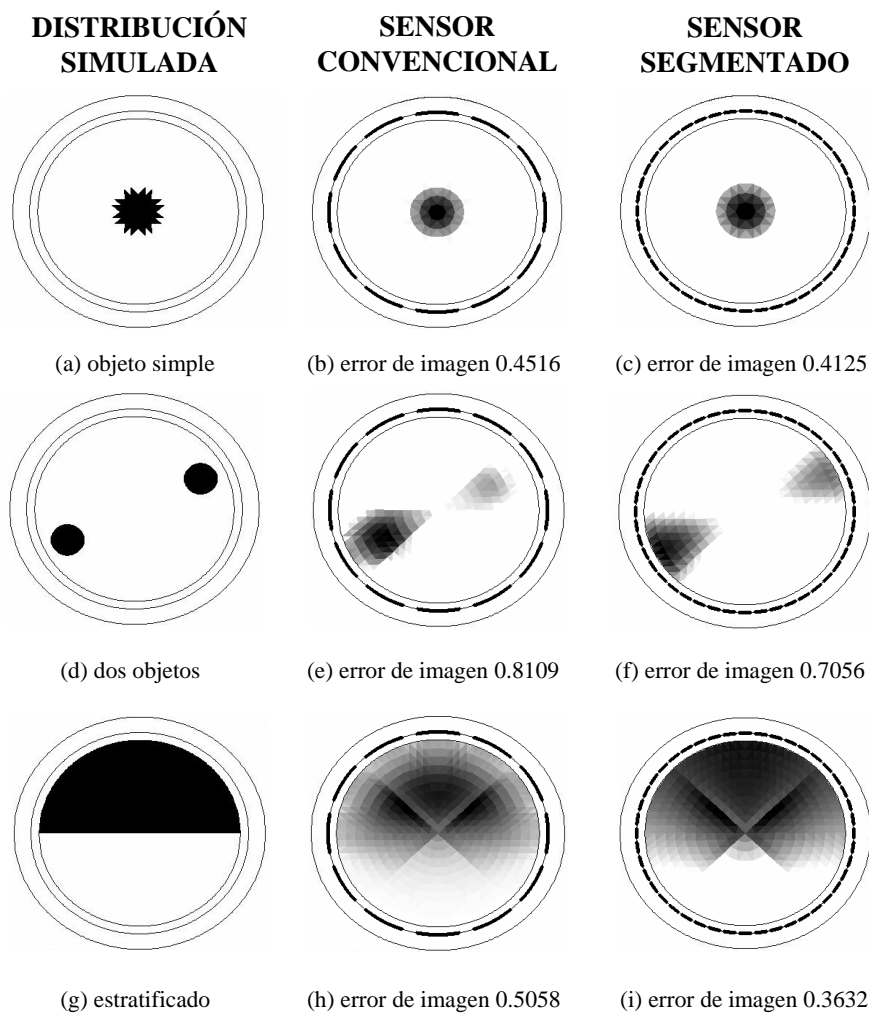 DISTRIBUCIÓN SIMULADA
SENSOR CONVENCIONAL
SENSOR SEGMENTADO
(a) objeto simple
(b) error de imagen 0.4516
(c) error de imagen 0.4125
(d) dos objetos
(e) error de imagen 0.8109
(f) error de imagen 0.7056
(g) estratificado
(h) error de imagen 0.5058
(i) error de imagen 0.3632